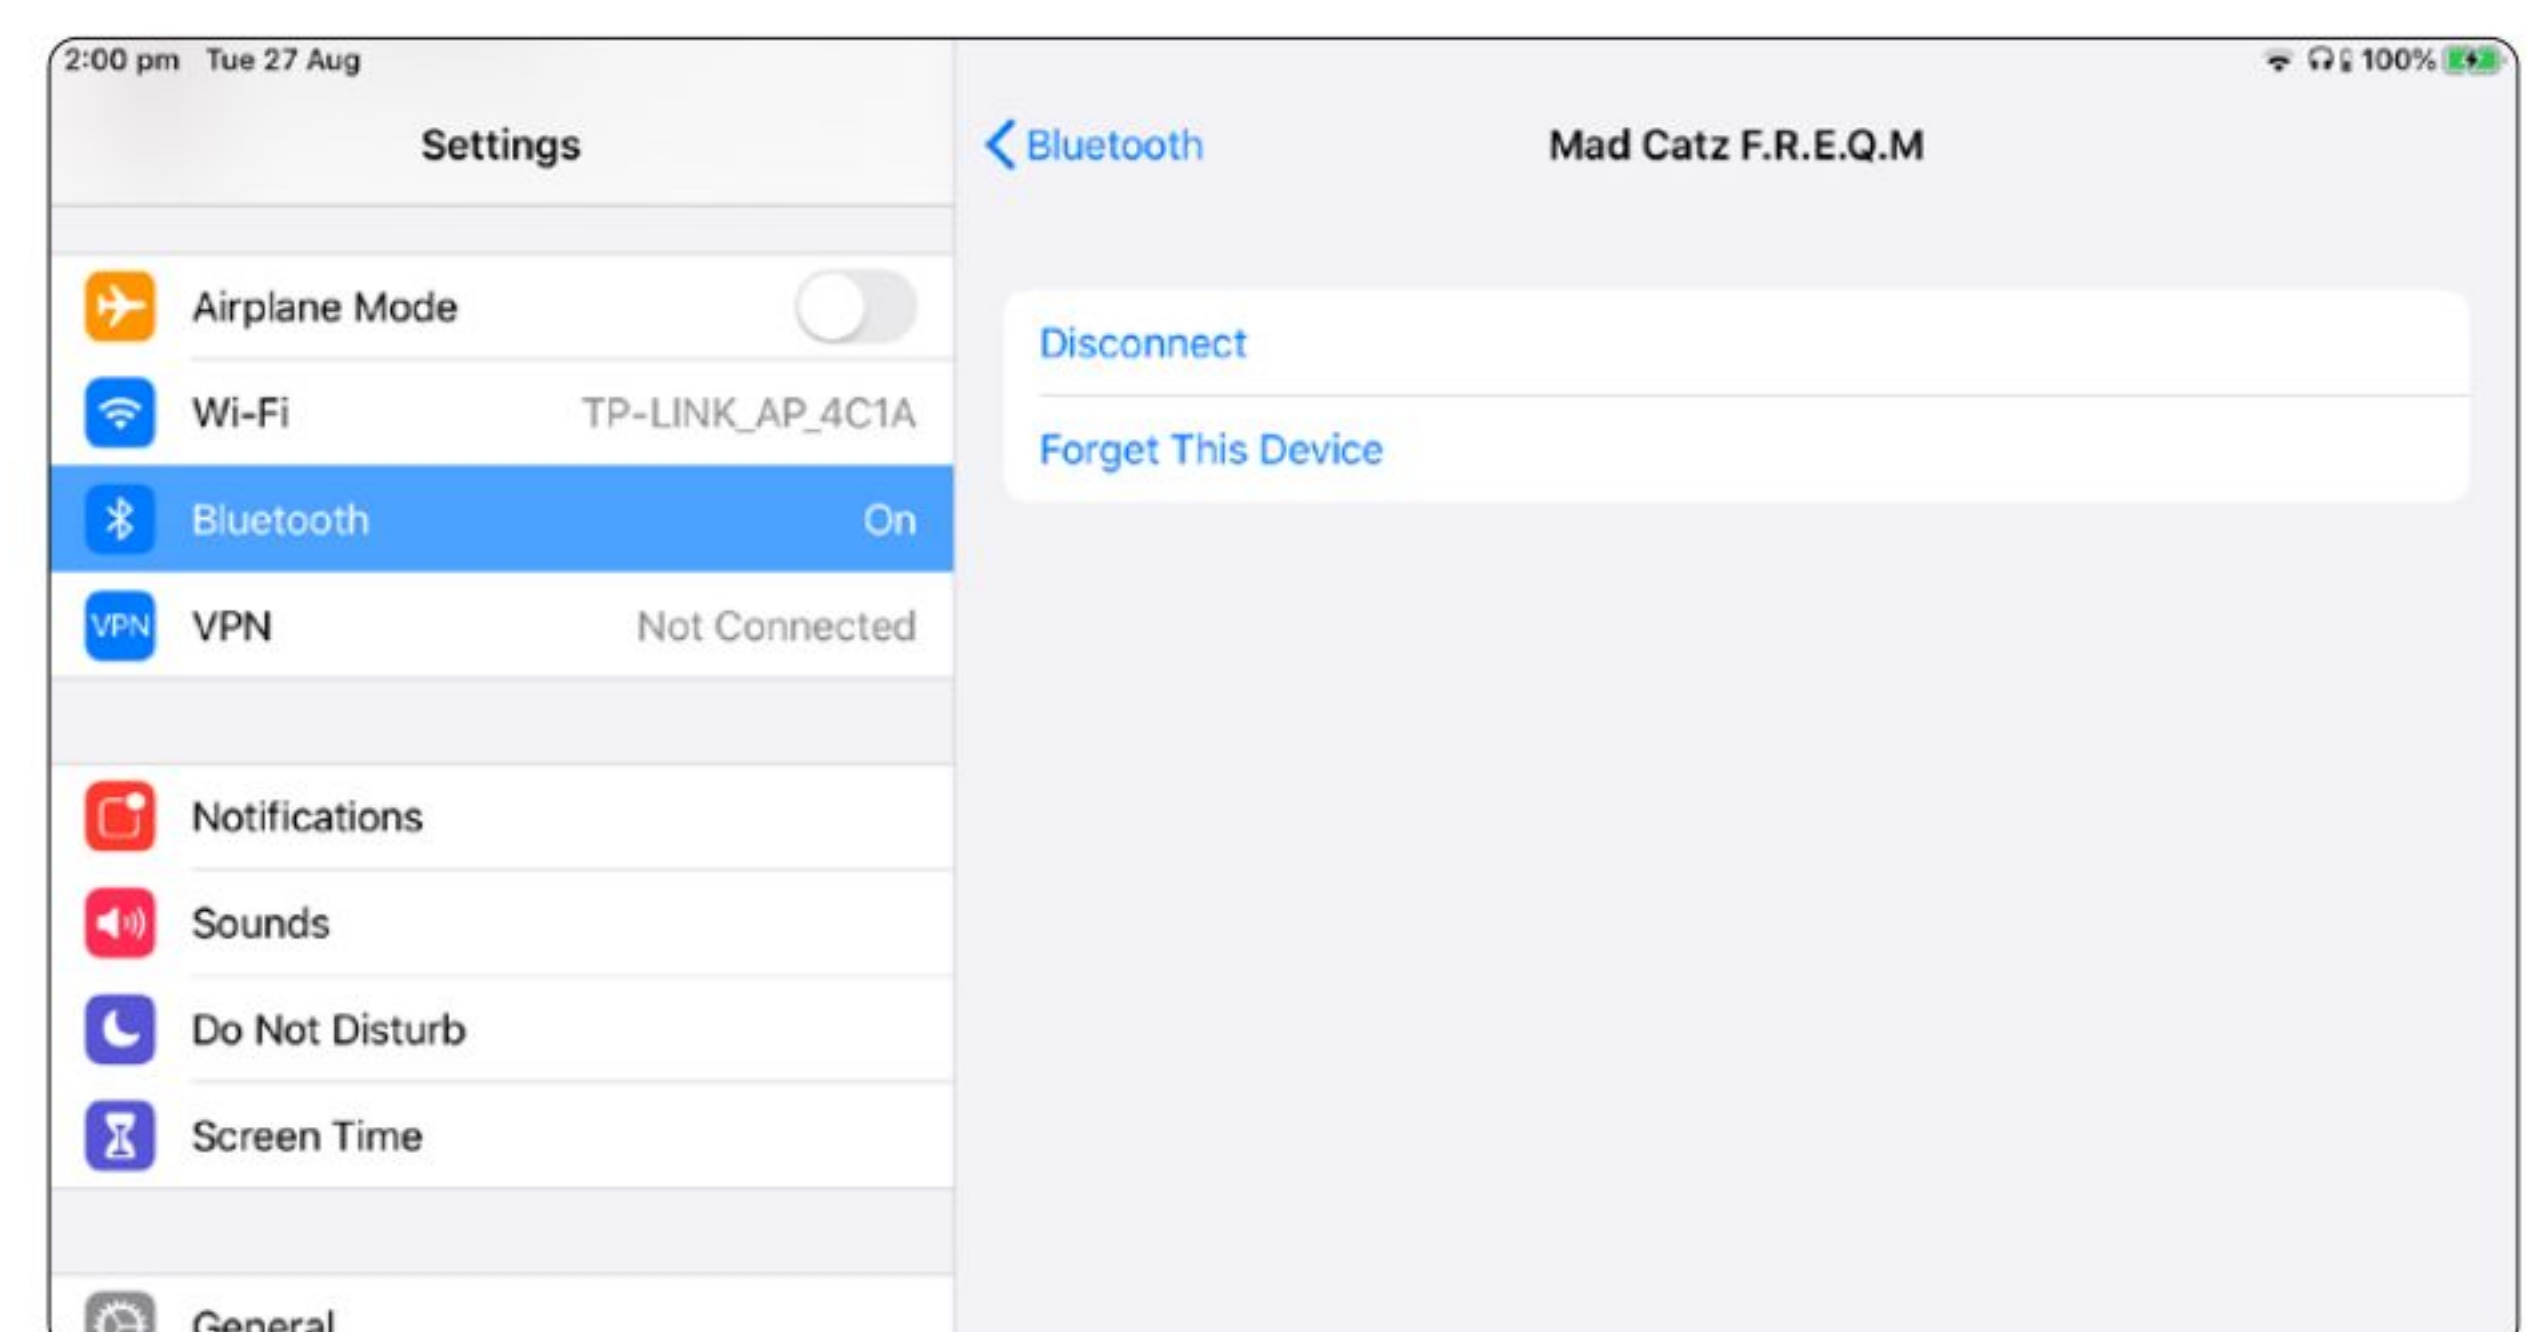 2:00 pm Tue 27 Aug
100%
Settings
Airplane Mode
Wi-Fi TP-LINK_AP_4C1A
Bluetooth On
VPN VPN Not Connected
Notifications
Sounds
Do Not Disturb
Screen Time
General
Bluetooth
Mad Catz F.R.E.Q.M
Disconnect
Forget This Device